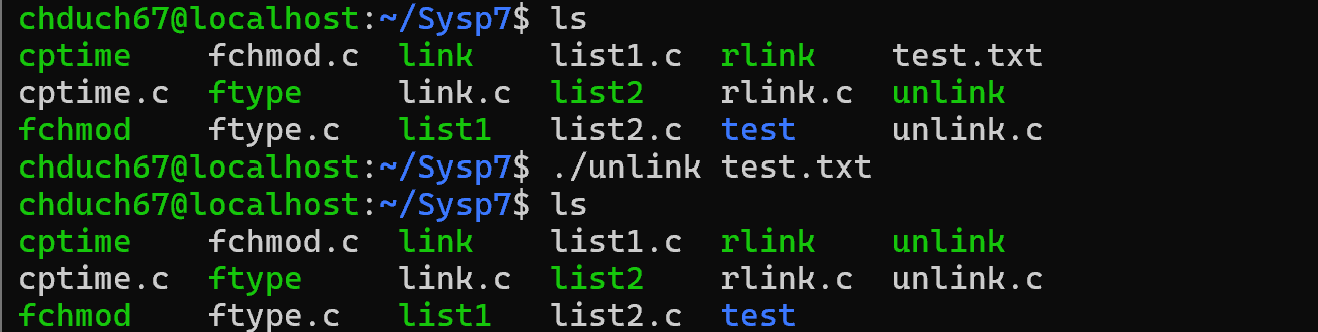 chduch67@localhost:~/Sysp7$ ls
cptime    fchmod.c  link    list1.c  rlink    test.txt
cptime.c  ftype     link.c  list2    rlink.c  unlink
fchmod    ftype.c   list1   list2.c  test     unlink.c
chduch67@localhost:~/Sysp7$ ./unlink test.txt
chduch67@localhost:~/Sysp7$ ls
cptime    fchmod.c  link    list1.c  rlink    unlink
cptime.c  ftype     link.c  list2    rlink.c  unlink.c
fchmod    ftype.c   list1   list2.c  test